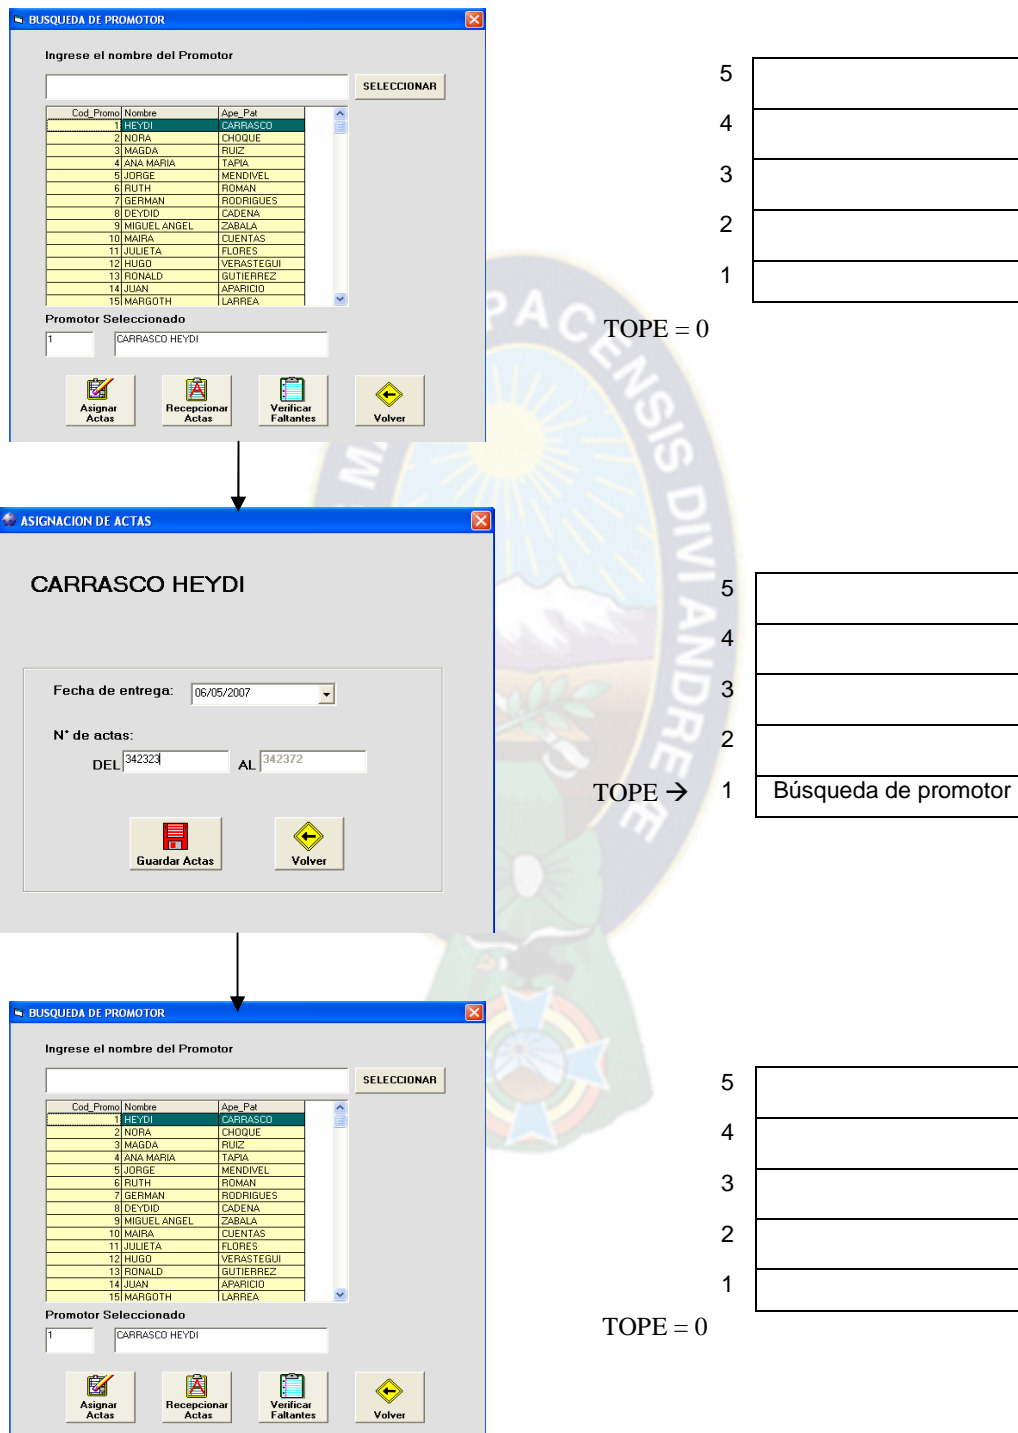 BUSQUEDA DE PROMOTOR
Ingrese el nombre del Promotor
SELECCIONAR
Cod_Promo Nombre Ape_Pat
1 HEYDI CARRASCO
2 NORA CHOQUE
3 MAGDA RUIZ
4 ANA MARIA TAPIA
5 JORGE MENDIVEL
6 RUTH ROMAN
7 GERMAN RODRIGUES
8 DEYDID CADENA
9 MIGUEL ANGEL ZABALA
10 MAIRA CUENTAS
11 JULIETA FLORES
12 HUGO VERASTEGUI
13 RONALD GUTIERREZ
14 JUAN APARICIO
15 MARGOTH LARREA
Promotor Seleccionado
1 CARRASCO HEYDI
Asignar Actas
Recepcionar Actas
Verificar Faltantes
Volver
5
4
3
2
1
TOPE = 0
ASIGNACION DE ACTAS
CARRASCO HEYDI
Fecha de entrega: 06/05/2007
N° de actas:
DEL 342323 AL 342372
Guardar Actas
Volver
5
4
3
2
TOPE → 1 Búsqueda de promotor
BUSQUEDA DE PROMOTOR
Ingrese el nombre del Promotor
SELECCIONAR
Cod_Promo Nombre Ape_Pat
1 HEYDI CARRASCO
2 NORA CHOQUE
3 MAGDA RUIZ
4 ANA MARIA TAPIA
5 JORGE MENDIVEL
6 RUTH ROMAN
7 GERMAN RODRIGUES
8 DEYDID CADENA
9 MIGUEL ANGEL ZABALA
10 MAIRA CUENTAS
11 JULIETA FLORES
12 HUGO VERASTEGUI
13 RONALD GUTIERREZ
14 JUAN APARICIO
15 MARGOTH LARREA
Promotor Seleccionado
1 CARRASCO HEYDI
Asignar Actas
Recepcionar Actas
Verificar Faltantes
Volver
5
4
3
2
1
TOPE = 0
PACENSIS DIVI ANDRE